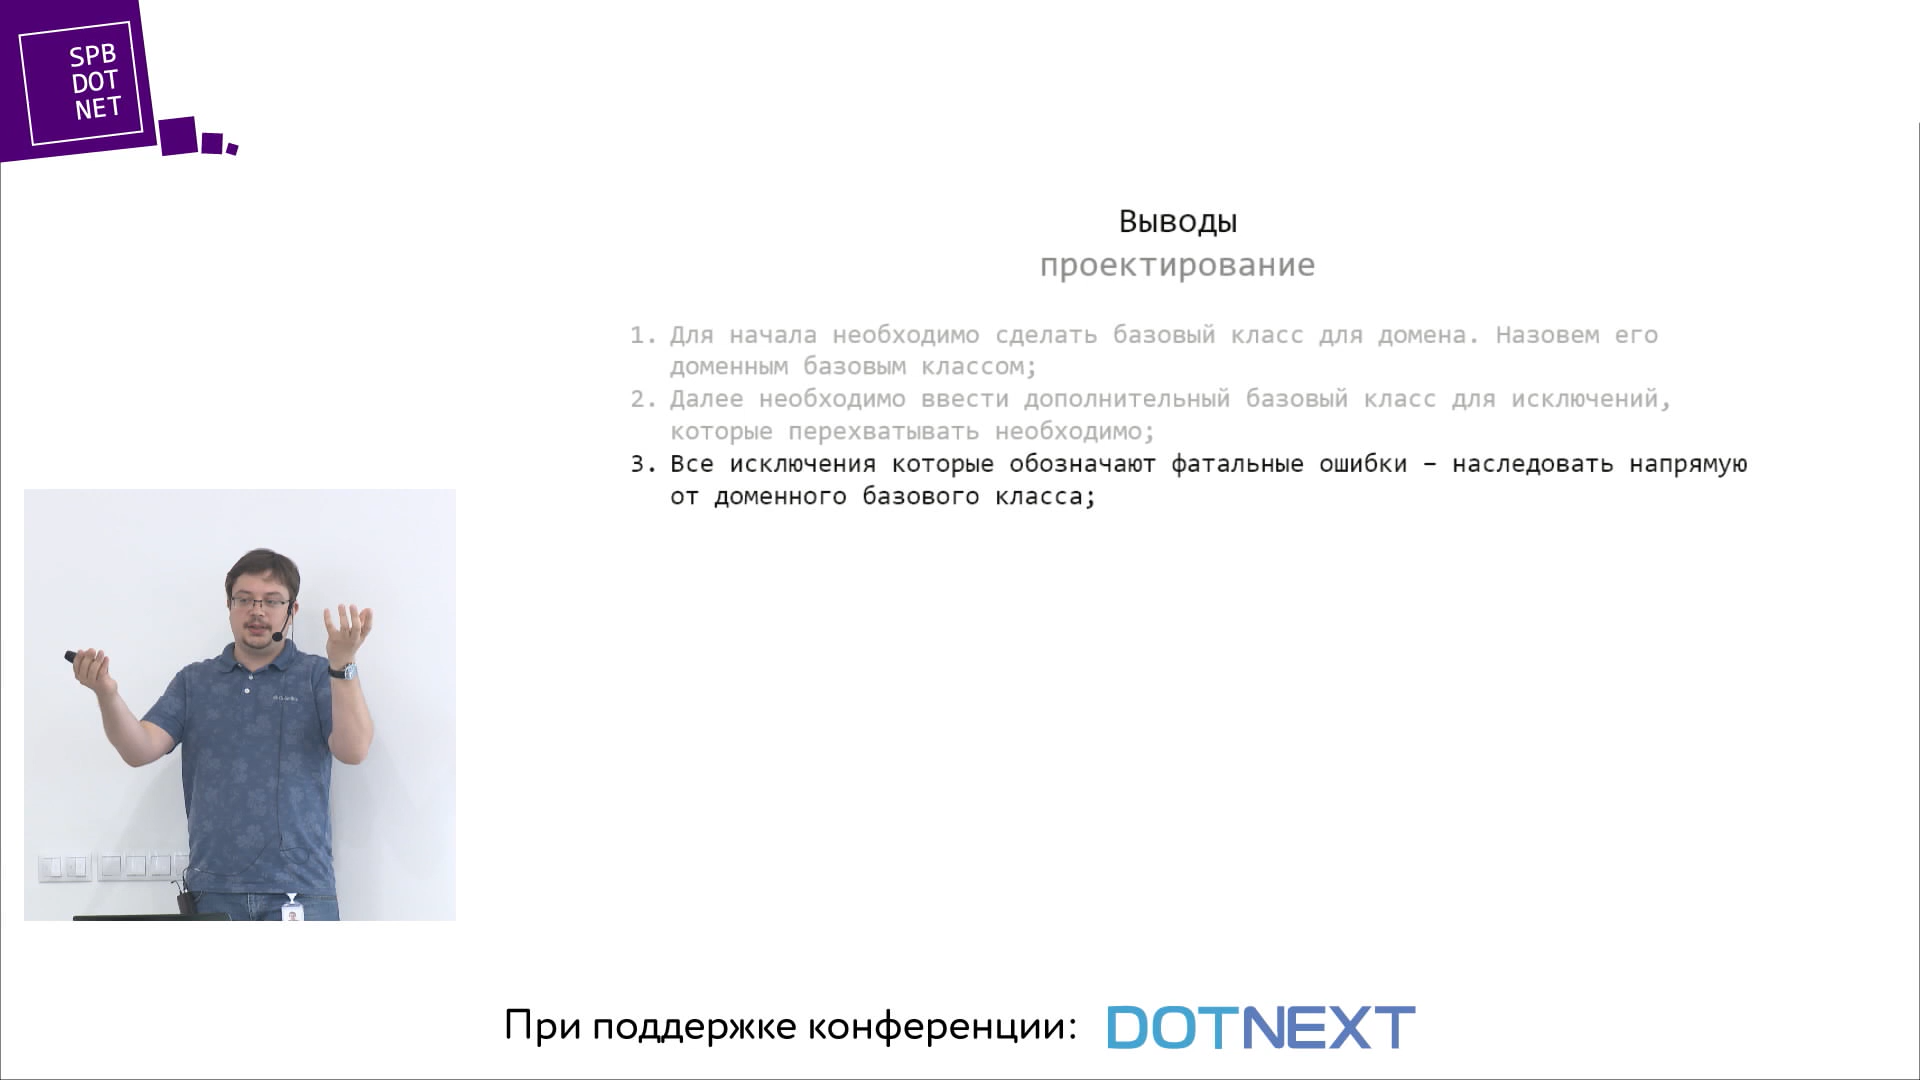 SPB
DOT
NET
Выводы
проектирование
1. Для начала необходимо сделать базовый класс для домена. Назовем его
доменным базовым классом;
2. Далее необходимо ввести дополнительный базовый класс для исключений,
которые перехватывать необходимо;
3. Все исключения которые обозначают фатальные ошибки – наследовать напрямую
от доменного базового класса;
При поддержке конференции: DOTNEXT